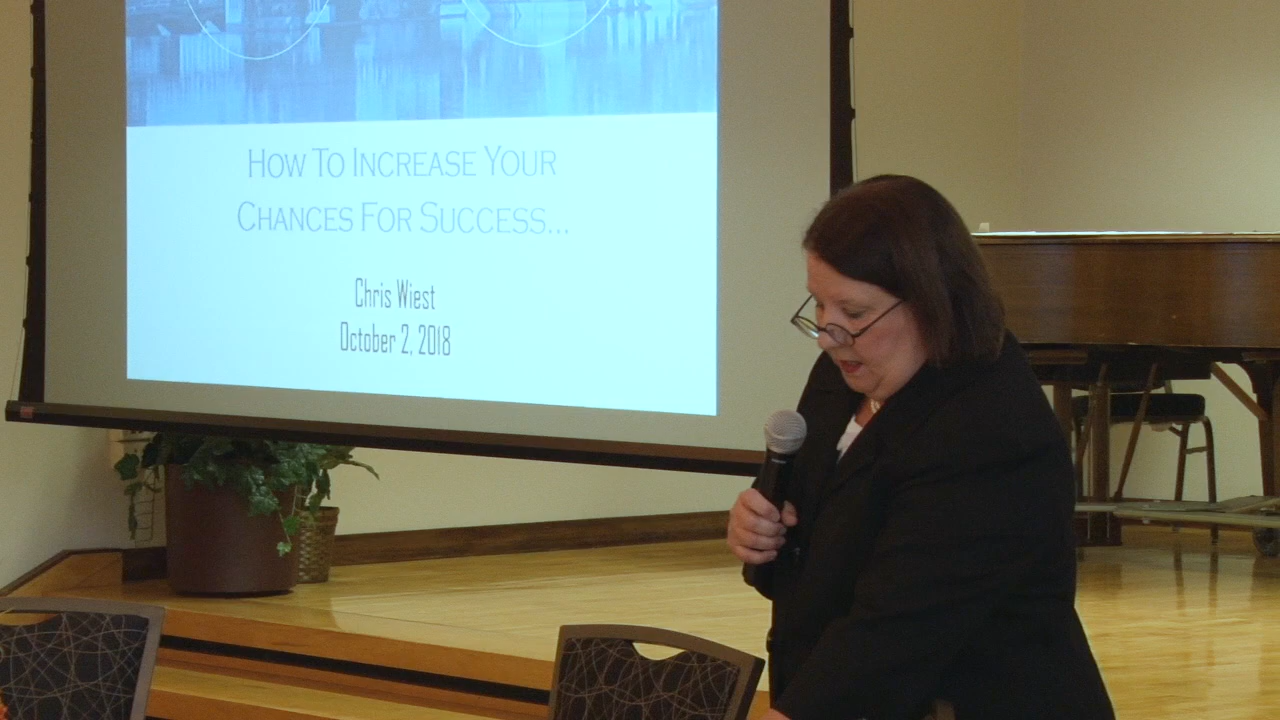 How To Increase Your
Chances For Success...
Chris Wiest
October 2, 2018